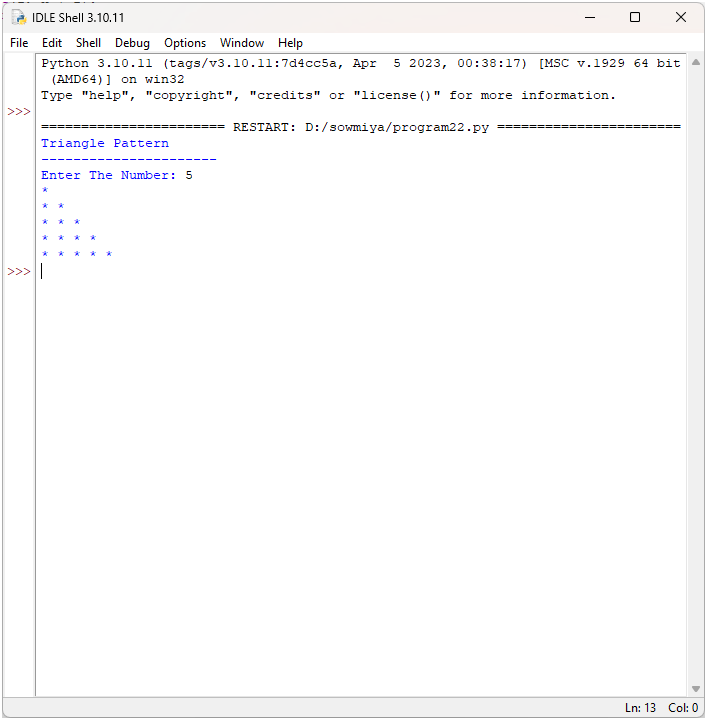 IDLE Shell 3.10.11
File Edit Shell Debug Options Window Help
Python 3.10.11 (tags/v3.10.11:7d4cc5a, Apr  5 2023, 00:38:17) [MSC v.1929 64 bit
 (AMD64)] on win32
Type "help", "copyright", "credits" or "license()" for more information.
>>>
======================= RESTART: D:/sowmiya/program22.py =======================
Triangle Pattern
----------------------
Enter The Number: 5
*
* *
* * *
* * * *
* * * * *
>>>
Ln: 13 Col: 0